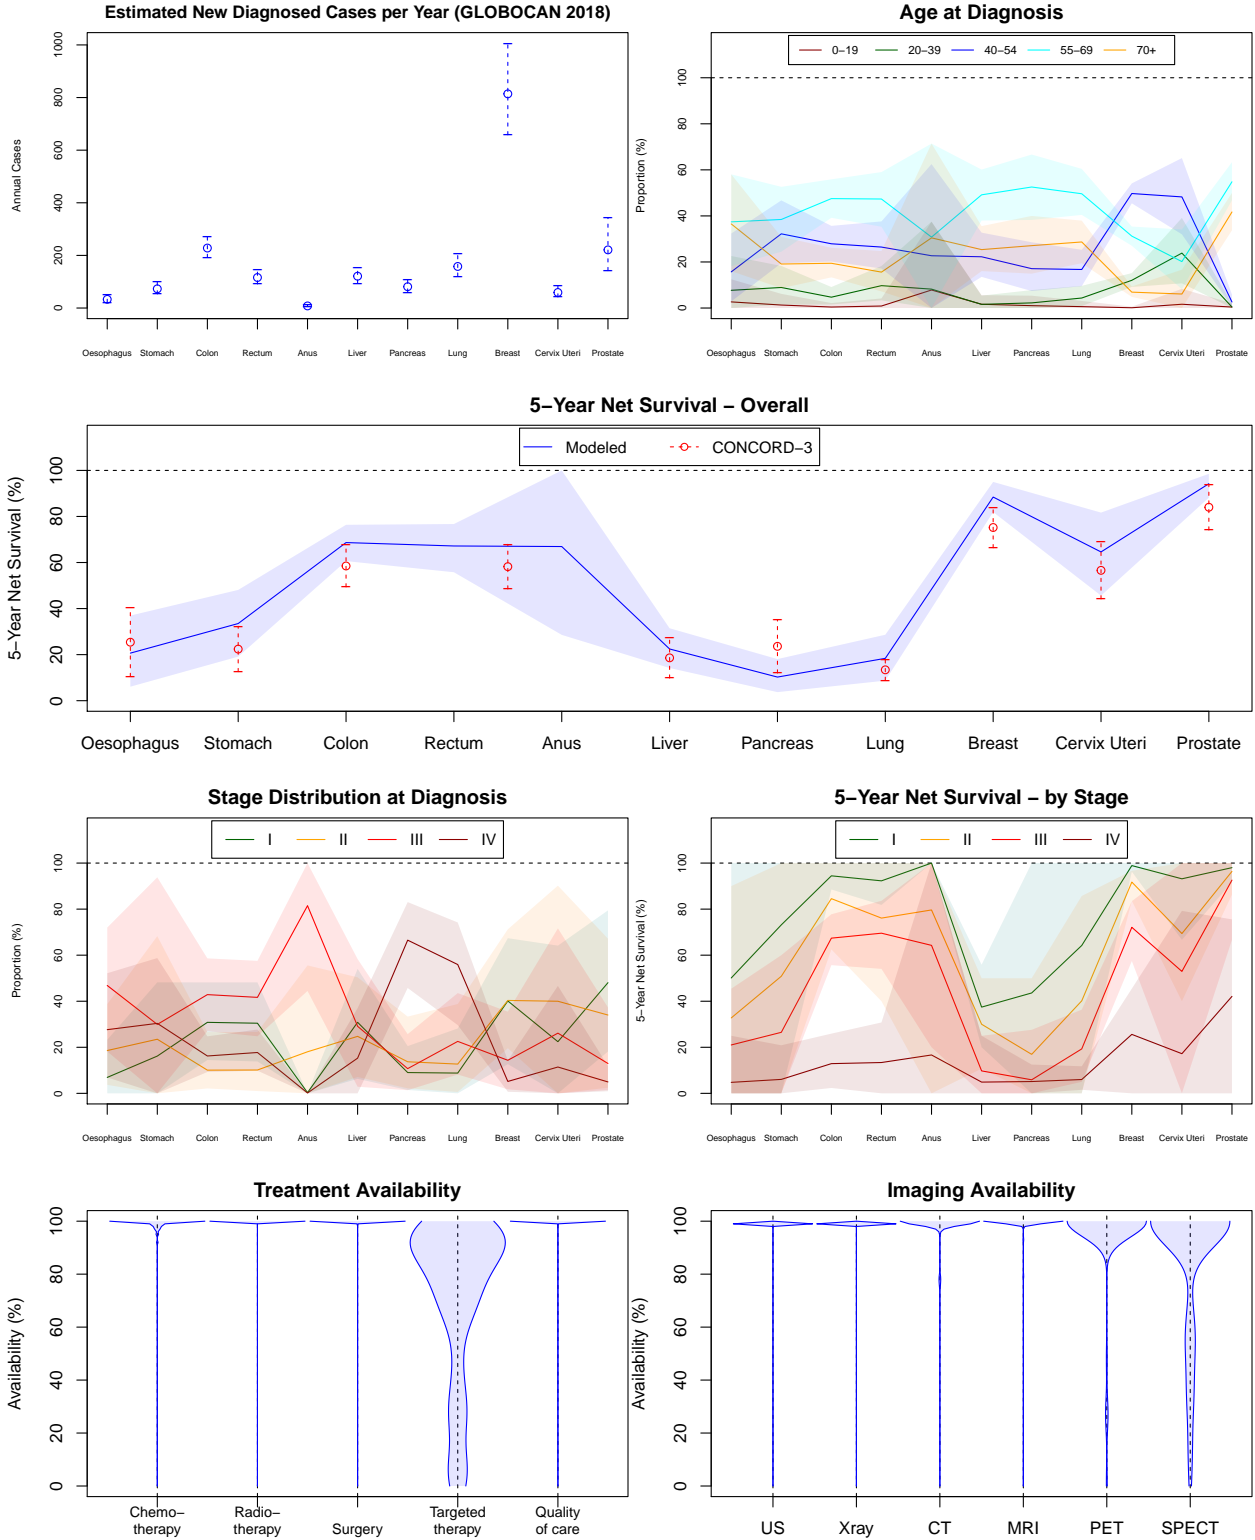 Estimated New Diagnosed Cases per Year (GLOBOCAN 2018)
Annual Cases
0
200
400
600
800
1000
Oesophagus Stomach Colon Rectum Anus Liver Pancreas Lung Breast Cervix Uteri Prostate
Age at Diagnosis
0−19 20−39 40−54 55−69 70+
Proportion (%)
0
20
40
60
80
100
Oesophagus Stomach Colon Rectum Anus Liver Pancreas Lung Breast Cervix Uteri Prostate
5−Year Net Survival − Overall
Modeled CONCORD−3
5−Year Net Survival (%)
0
20
40
60
80
100
Oesophagus Stomach Colon Rectum Anus Liver Pancreas Lung Breast Cervix Uteri Prostate
Stage Distribution at Diagnosis
I II III IV
Proportion (%)
0
20
40
60
80
100
Oesophagus Stomach Colon Rectum Anus Liver Pancreas Lung Breast Cervix Uteri Prostate
5−Year Net Survival − by Stage
I II III IV
5−Year Net Survival (%)
0
20
40
60
80
100
Oesophagus Stomach Colon Rectum Anus Liver Pancreas Lung Breast Cervix Uteri Prostate
Treatment Availability
Availability (%)
0
20
40
60
80
100
Chemo−
therapy
Radio−
therapy
Surgery
Targeted
therapy
Quality
of care
Imaging Availability
Availability (%)
0
20
40
60
80
100
US Xray CT MRI PET SPECT